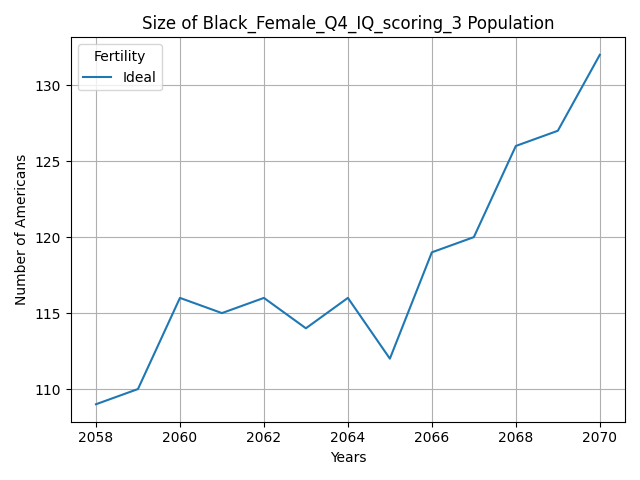 Size of Black_Female_Q4_IQ_scoring_3 Population
Fertility
Ideal
Number of Americans
130
125
120
115
110
2058
2060
2062
2064
2066
2068
2070
Years